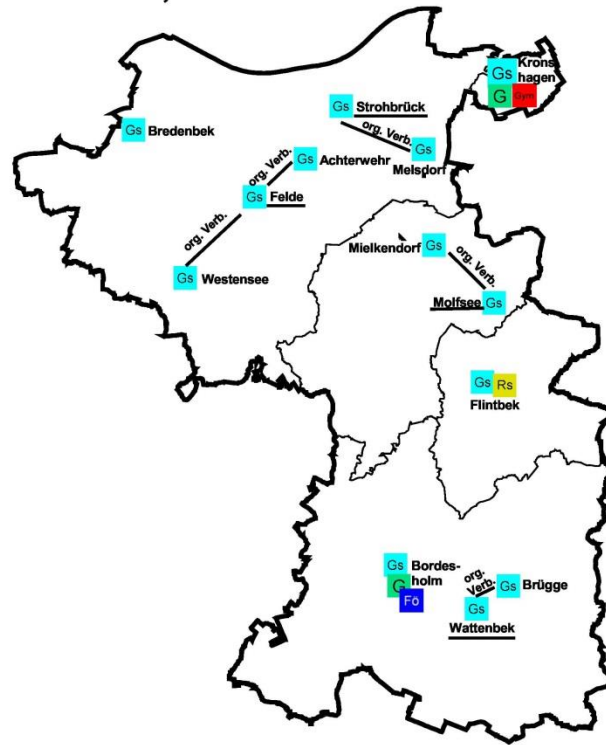 Gs Krons
hagen
G Gym
Gs Strohbrück
Gs Bredenbek
org. Verb.
Gs
Melsdorf
Gs Achterwehr
org. Verb.
Gs Felde
org. Verb.
Gs Westensee
Mielkendorf Gs
org. Verb.
Molfsee Gs
Gs Rs
Flintbek
Gs Bordes-
holm
G
Fö
org.
Verb.
Gs Brügge
Gs
Wattenbek